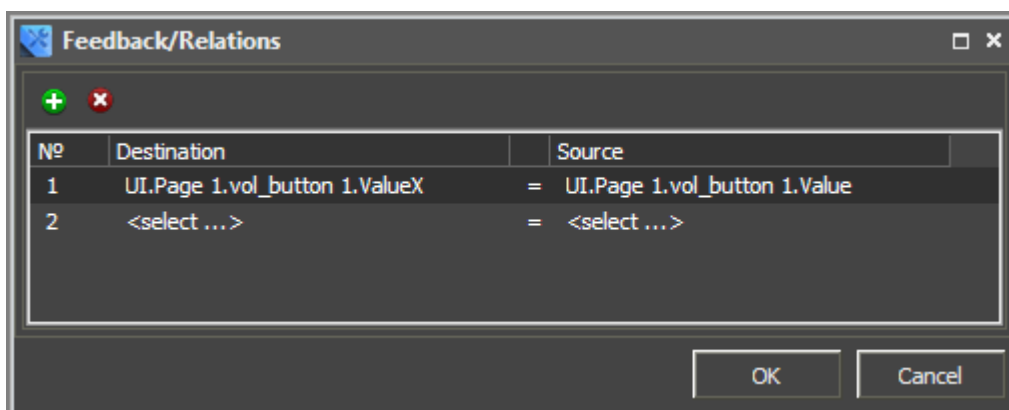 Feedback/Relations
№ Destination Source
1 UI.Page 1.vol_button 1.ValueX = UI.Page 1.vol_button 1.Value
2 <select ...> = <select ...>
OK Cancel